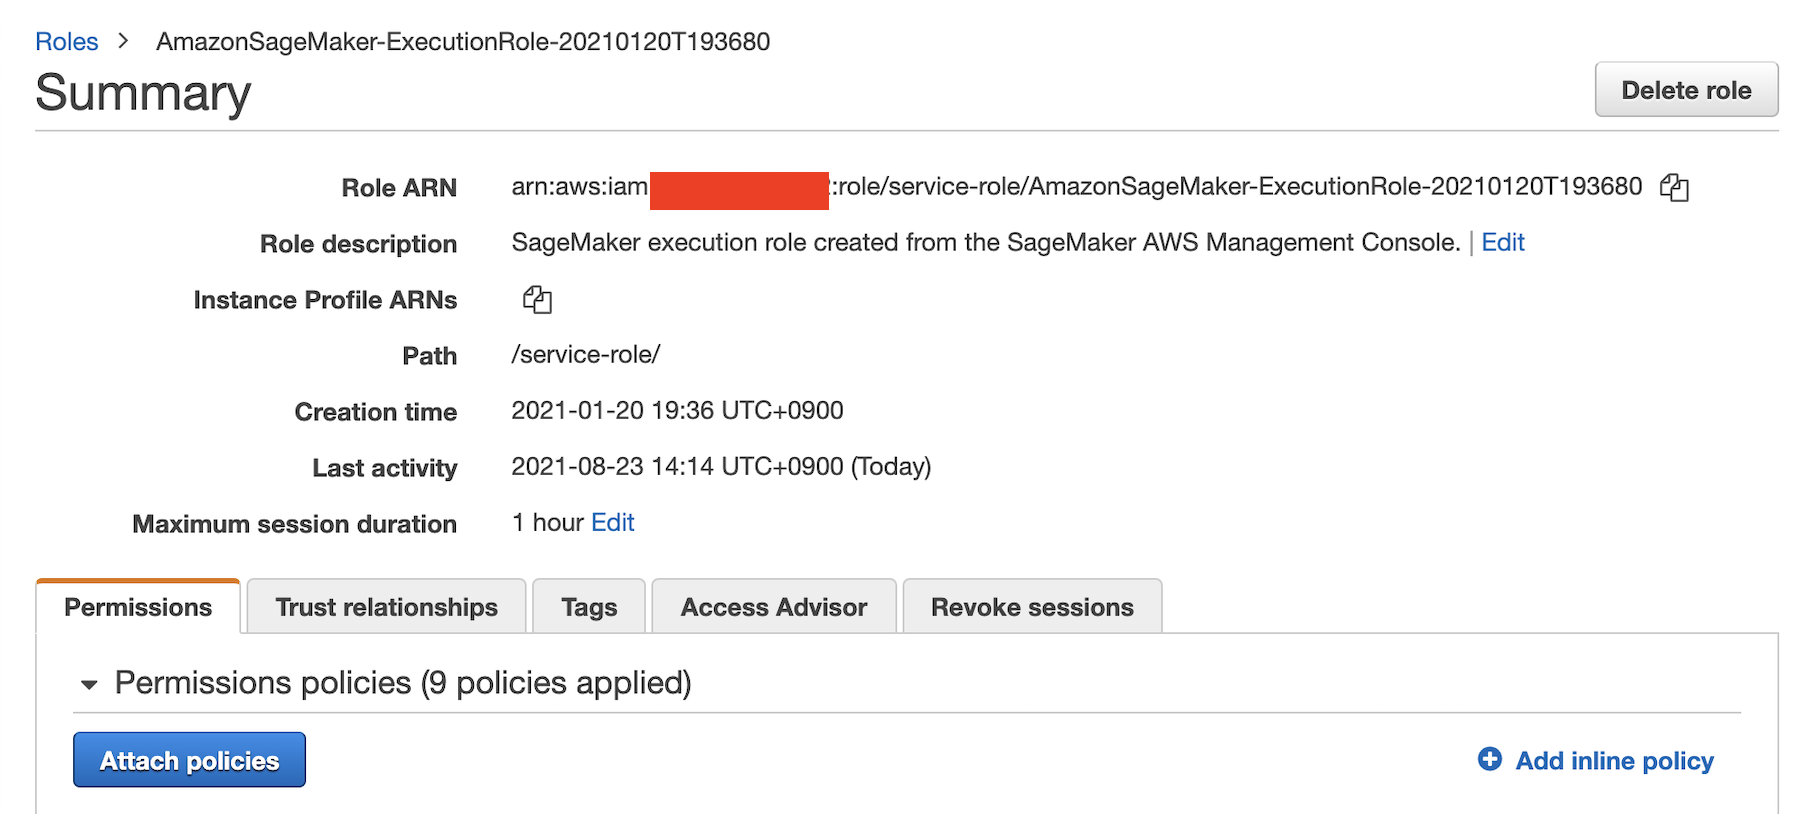 Roles > AmazonSageMaker-ExecutionRole-20210120T193680
Summary
Delete role
Role ARN arn:aws:iam :role/service-role/AmazonSageMaker-ExecutionRole-20210120T193680
Role description SageMaker execution role created from the SageMaker AWS Management Console. | Edit
Instance Profile ARNs
Path /service-role/
Creation time 2021-01-20 19:36 UTC+0900
Last activity 2021-08-23 14:14 UTC+0900 (Today)
Maximum session duration 1 hour Edit
Permissions Trust relationships Tags Access Advisor Revoke sessions
Permissions policies (9 policies applied)
Attach policies Add inline policy